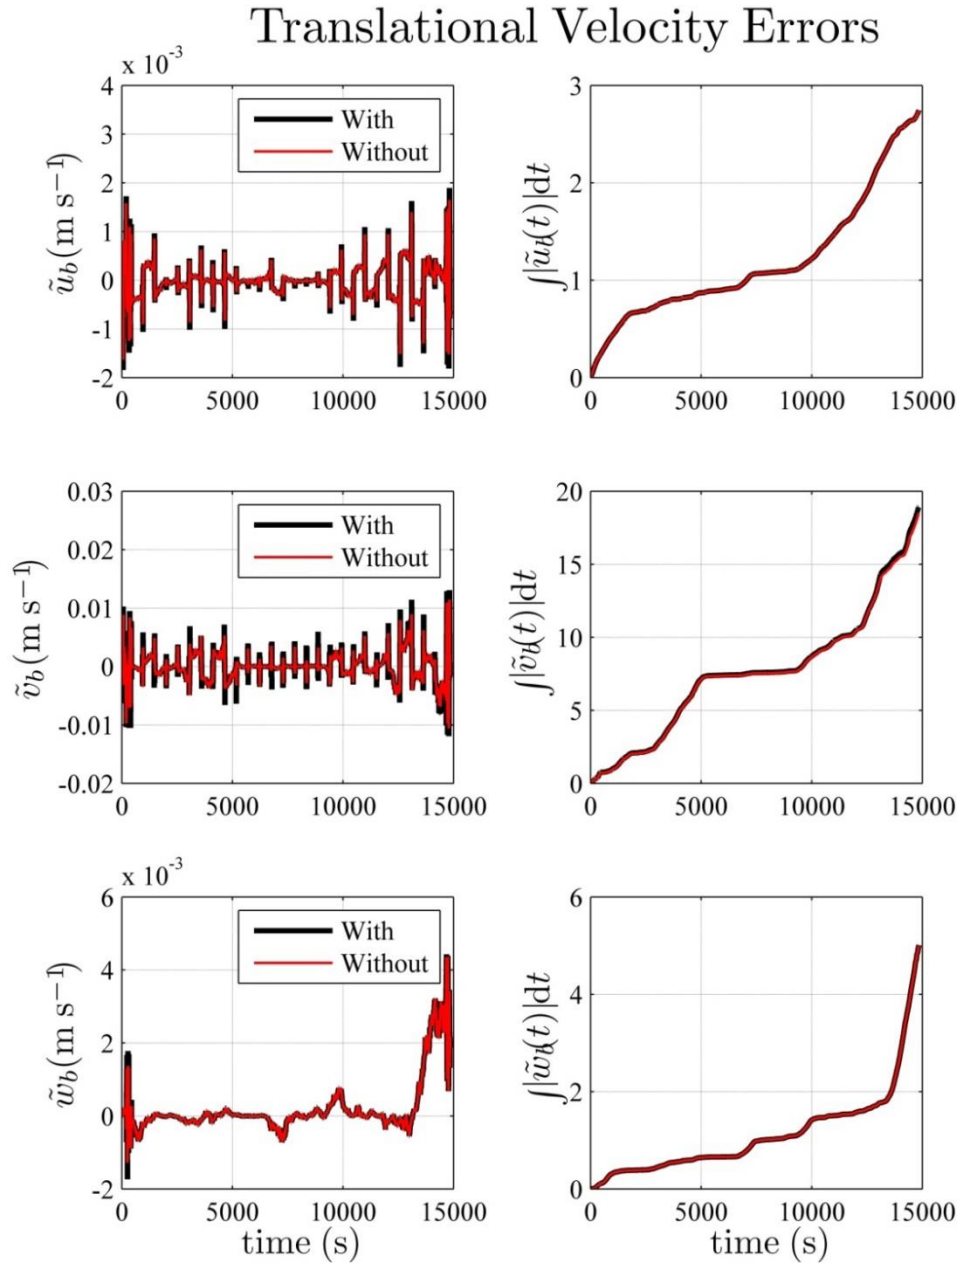 Translational Velocity Errors
x 10⁻³
4
3
2
1
0
-1
-2
ũ_b(m s⁻¹)
With
Without
0 5000 10000 15000
3
2
1
0
∫|ũ_b(t)|dt
0 5000 10000 15000
0.03
0.02
0.01
0
-0.01
-0.02
ṽ_b(m s⁻¹)
With
Without
0 5000 10000 15000
20
15
10
5
0
∫|ṽ_b(t)|dt
0 5000 10000 15000
x 10⁻³
6
4
2
0
-2
w̃_b(m s⁻¹)
With
Without
0 5000 10000 15000
time (s)
6
4
2
0
∫|w̃_b(t)|dt
0 5000 10000 15000
time (s)